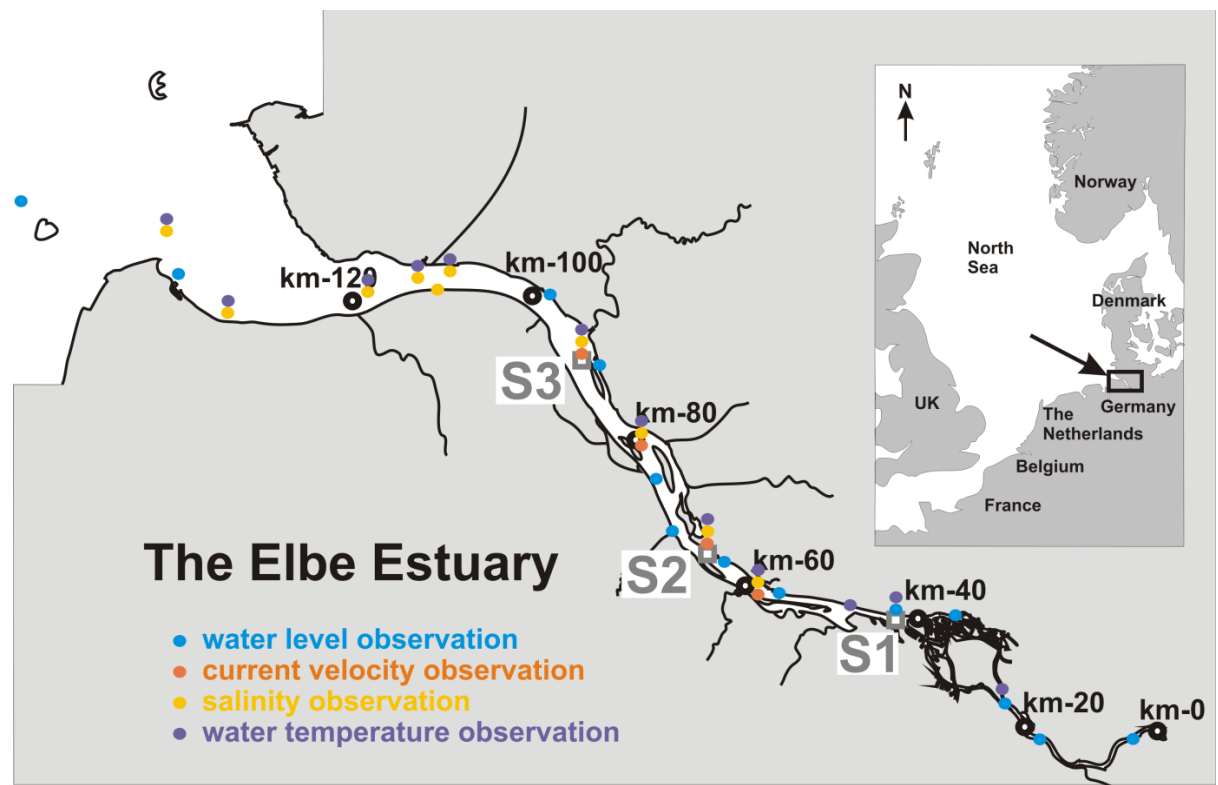 km-120
km-100
S3
km-80
The Elbe Estuary
S2
km-60
km-40
S1
km-20
km-0
water level observation
current velocity observation
salinity observation
water temperature observation
N
Norway
North
Sea
Denmark
UK
Germany
The
Netherlands
Belgium
France